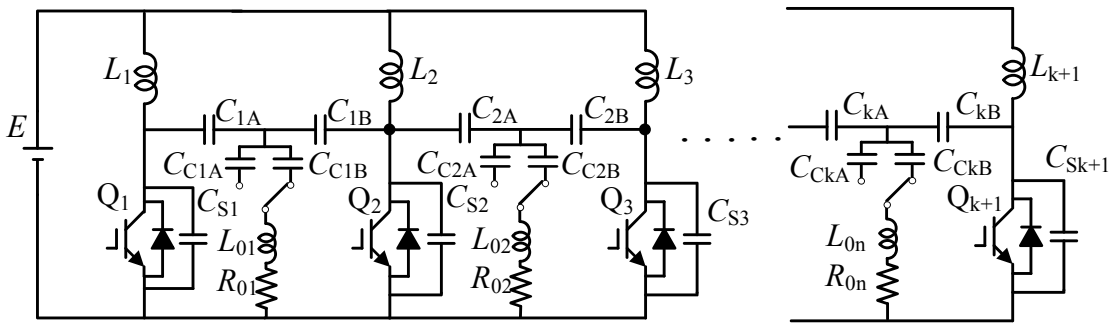 L1 L2 L3 Lk+1
C1A C1B C2A C2B CkA CkB
E
CC1A CC1B CC2A CC2B CCkA CCkB CSk+1
Q1 CS1 Q2 CS2 Q3 CS3 Qk+1
L01 L02 L0n
R01 R02 R0n